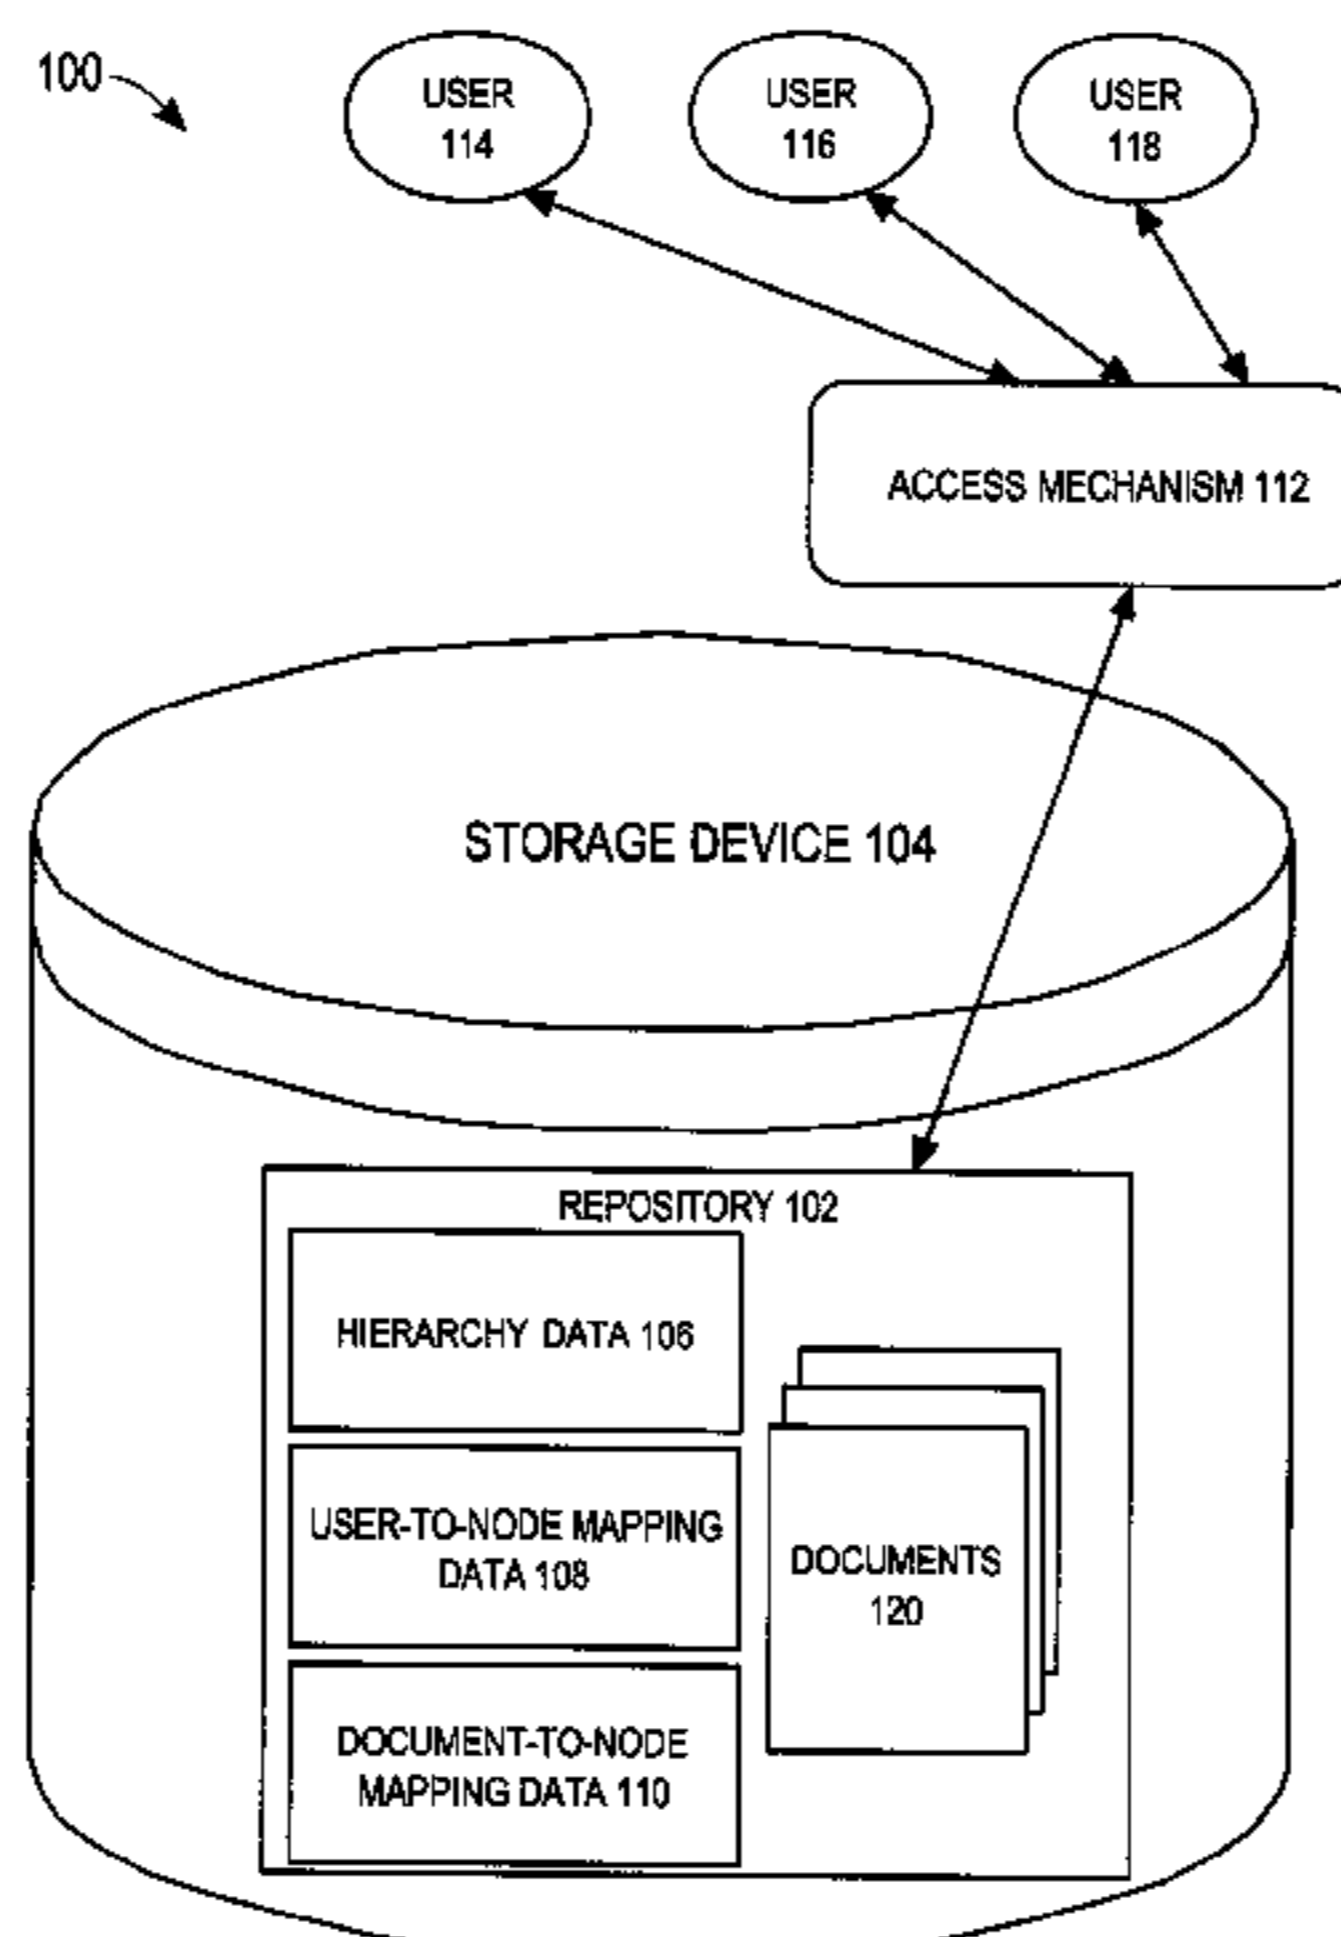 100
USER
114
USER
116
USER
118
ACCESS MECHANISM 112
STORAGE DEVICE 104
REPOSITORY 102
HIERARCHY DATA 106
USER-TO-NODE MAPPING
DATA 108
DOCUMENT-TO-NODE
MAPPING DATA 110
DOCUMENTS
120